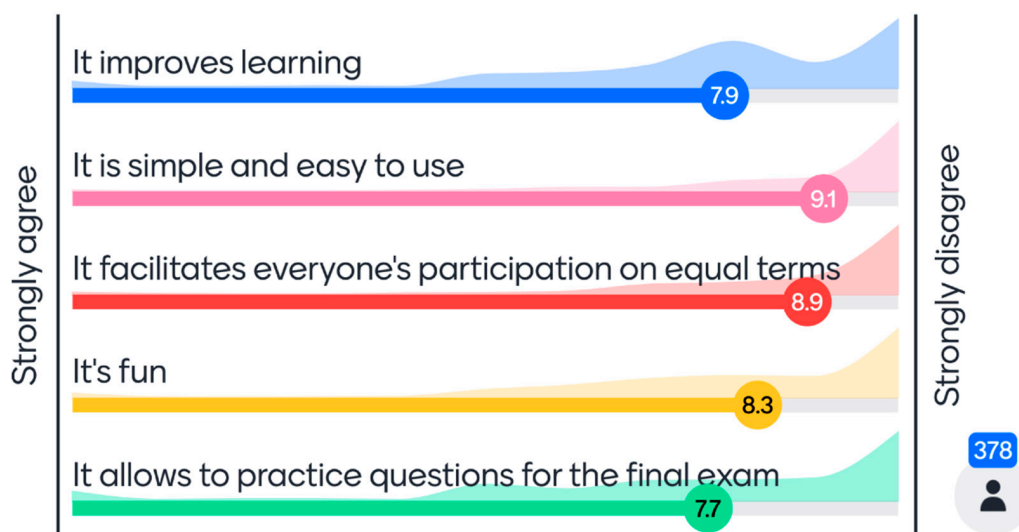 Strongly agree
It improves learning
7.9
It is simple and easy to use
9.1
It facilitates everyone's participation on equal terms
8.9
It's fun
8.3
It allows to practice questions for the final exam
7.7
Strongly disagree
378